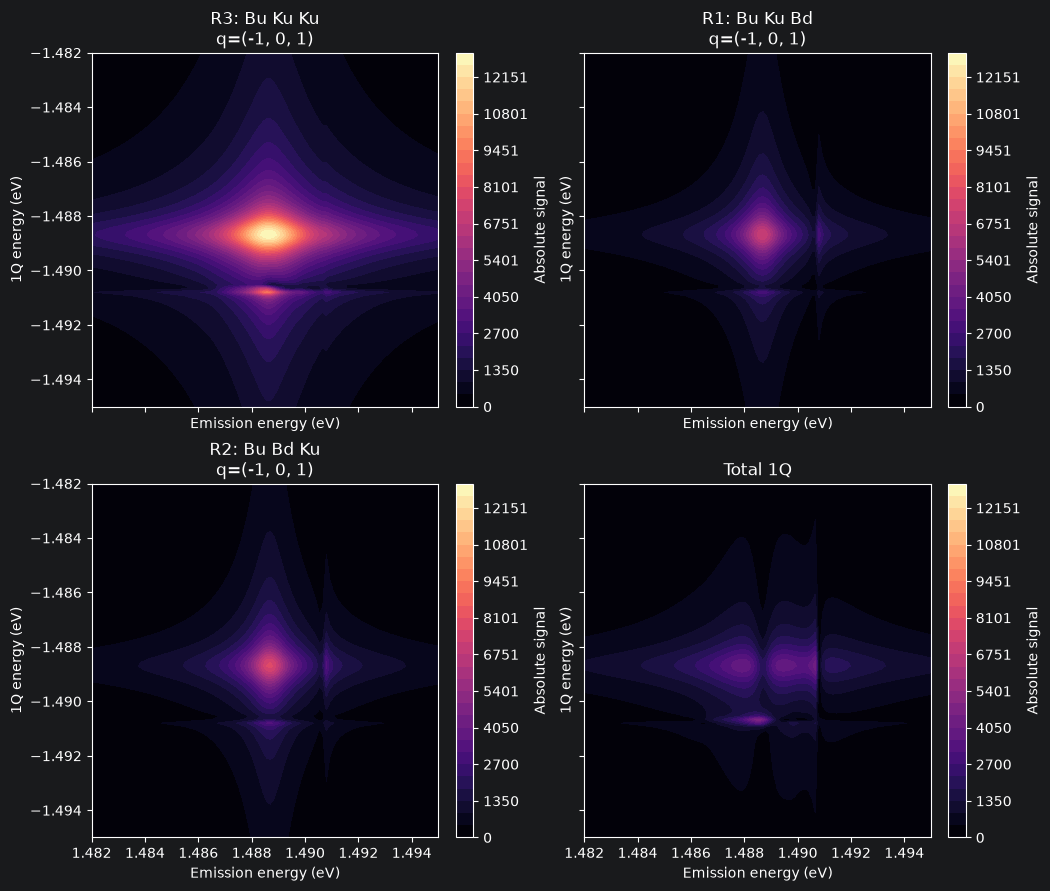 R3: Bu Ku Ku
q=(-1, 0, 1)
−1.482
−1.484
−1.486
−1.488
−1.490
−1.492
−1.494
1Q energy (eV)
Emission energy (eV)
12151
10801
9451
8101
6751
5401
4050
2700
1350
0
Absolute signal
R1: Bu Ku Bd
q=(-1, 0, 1)
1Q energy (eV)
Emission energy (eV)
12151
10801
9451
8101
6751
5401
4050
2700
1350
0
Absolute signal
R2: Bu Bd Ku
q=(-1, 0, 1)
−1.482
−1.484
−1.486
−1.488
−1.490
−1.492
−1.494
1Q energy (eV)
1.482 1.484 1.486 1.488 1.490 1.492 1.494
Emission energy (eV)
12151
10801
9451
8101
6751
5401
4050
2700
1350
0
Absolute signal
Total 1Q
1Q energy (eV)
1.482 1.484 1.486 1.488 1.490 1.492 1.494
Emission energy (eV)
12151
10801
9451
8101
6751
5401
4050
2700
1350
0
Absolute signal